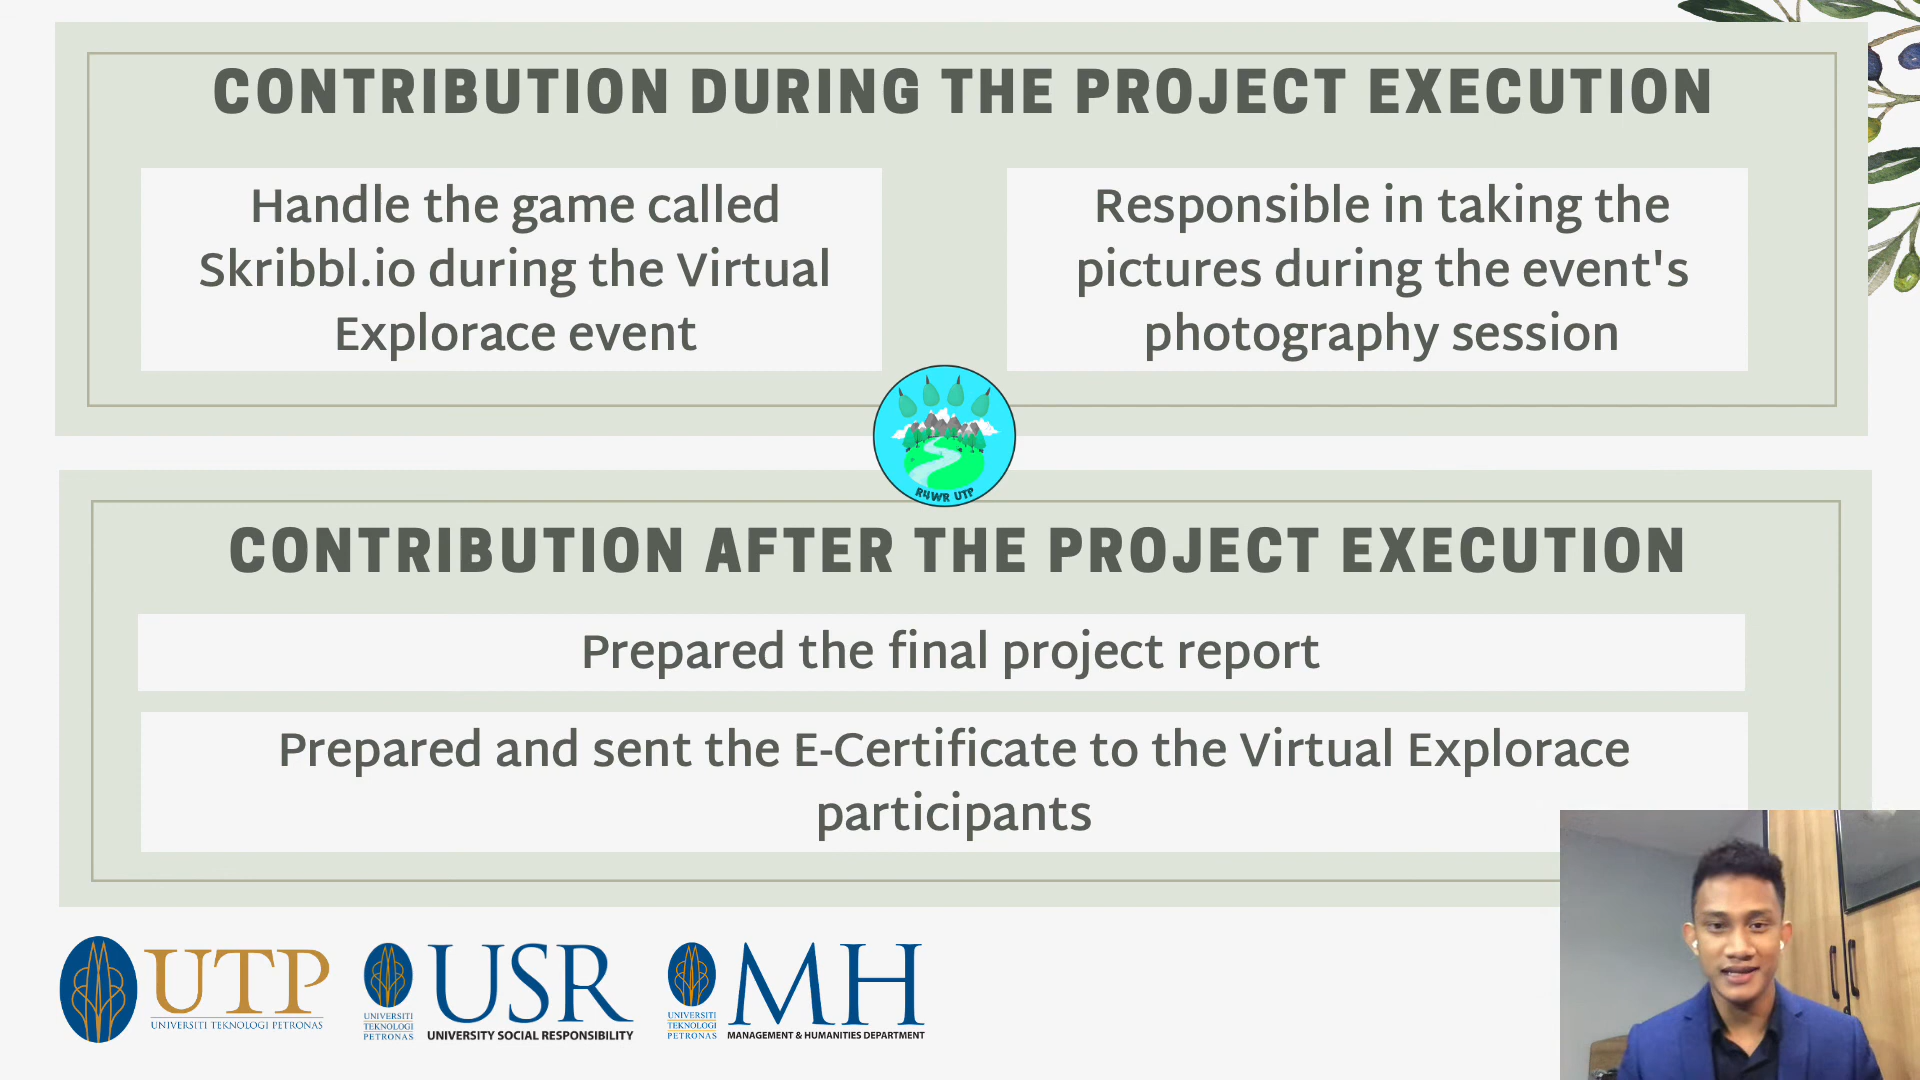 CONTRIBUTION DURING THE PROJECT EXECUTION
Handle the game called
Skribbl.io during the Virtual
Explorace event
Responsible in taking the
pictures during the event's
photography session
R4WR UTP
CONTRIBUTION AFTER THE PROJECT EXECUTION
Prepared the final project report
Prepared and sent the E-Certificate to the Virtual Explorace
participants
UTP
UNIVERSITI TEKNOLOGI PETRONAS
UNIVERSITI
TEKNOLOGI
PETRONAS
USR
UNIVERSITY SOCIAL RESPONSIBILITY
UNIVERSITI
TEKNOLOGI
PETRONAS
MH
MANAGEMENT & HUMANITIES DEPARTMENT